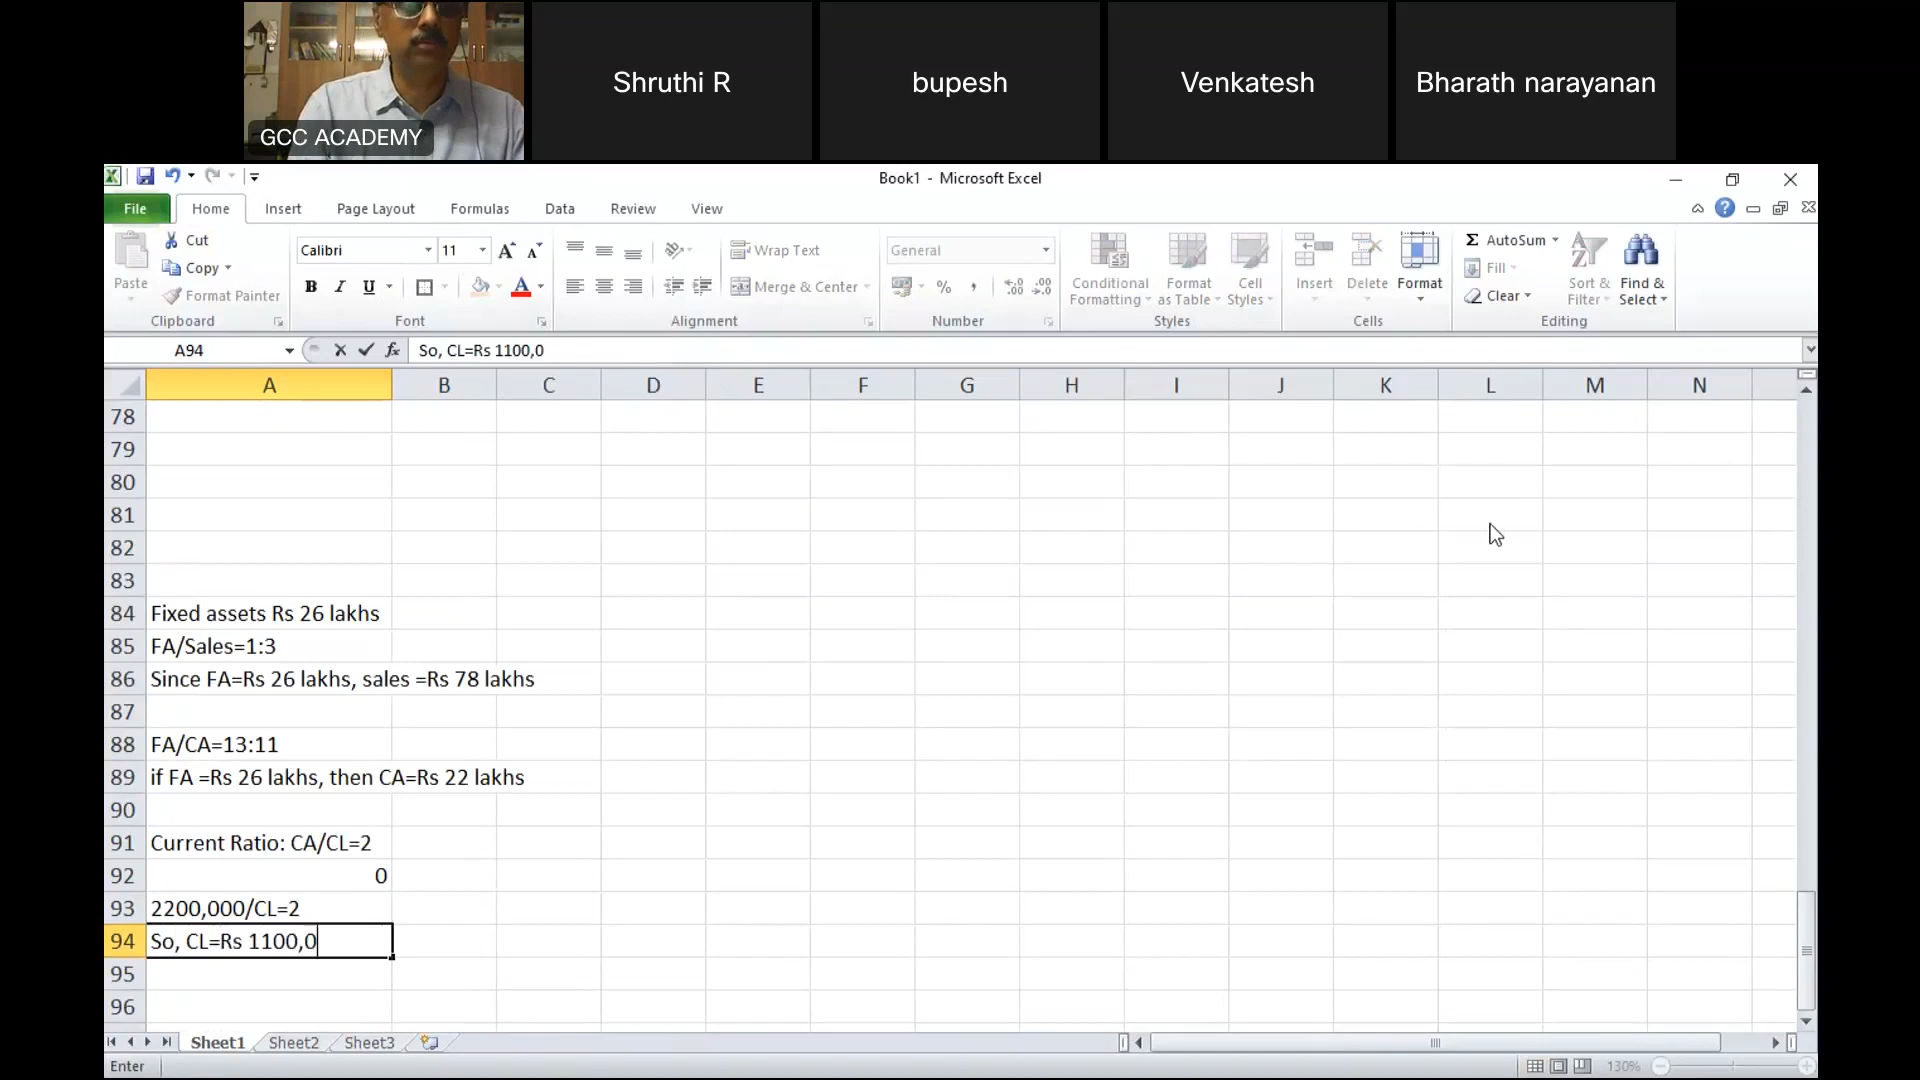 Shruthi R
bupesh
Venkatesh
Bharath narayanan
GCC ACADEMY
Book1 - Microsoft Excel
File Home Insert Page Layout Formulas Data Review View
Paste
Cut
Copy
Format Painter
Clipboard
Calibri 11
B I U A
Font
Wrap Text
Merge & Center
Alignment
General
% ,
Number
Conditional Formatting
Format as Table
Cell Styles
Styles
Insert
Delete
Format
Cells
Σ AutoSum
Fill
Clear
Sort & Filter
Find & Select
Editing
A94 fx So, CL=Rs 1100,0
A B C D E F G H I J K L M N
78
79
80
81
82
83
84 Fixed assets Rs 26 lakhs
85 FA/Sales=1:3
86 Since FA=Rs 26 lakhs, sales =Rs 78 lakhs
87
88 FA/CA=13:11
89 if FA =Rs 26 lakhs, then CA=Rs 22 lakhs
90
91 Current Ratio: CA/CL=2
92 0
93 2200,000/CL=2
94 So, CL=Rs 1100,0
95
96
Sheet1 Sheet2 Sheet3
Enter 130%